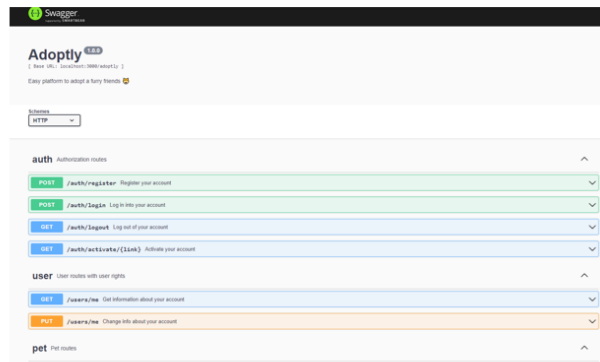 Swagger
Supported by SMARTBEAR
Adoptly 1.0.0
[ Base URL: localhost:3000/adoptly ]
Easy platform to adopt a furry friends
Schemes
HTTP
auth Authorization routes
POST /auth/register Register your account
POST /auth/login Log in into your account
GET /auth/logout Log out of your account
GET /auth/activate/{link} Activate your account
user User routes with user rights
GET /users/me Get information about your account
PUT /users/me Change info about your account
pet Pet routes